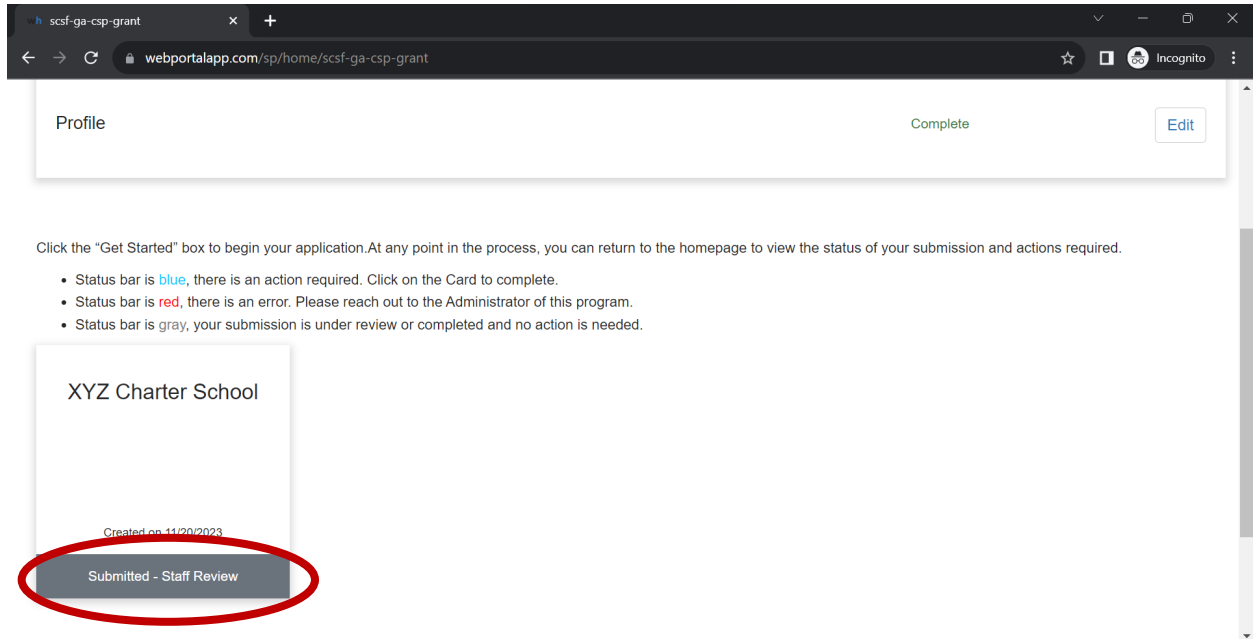 wh scsf-ga-csp-grant
webportalapp.com/sp/home/scsf-ga-csp-grant
Incognito
Profile
Complete
Edit
Click the “Get Started” box to begin your application.At any point in the process, you can return to the homepage to view the status of your submission and actions required.
• Status bar is blue, there is an action required. Click on the Card to complete.
• Status bar is red, there is an error. Please reach out to the Administrator of this program.
• Status bar is gray, your submission is under review or completed and no action is needed.
XYZ Charter School
Created on 11/20/2023
Submitted - Staff Review